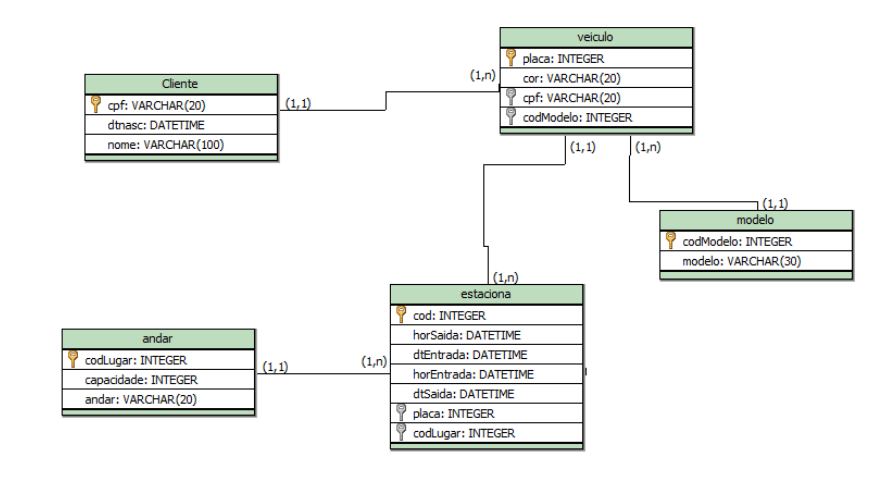 veiculo
placa: INTEGER
cor: VARCHAR(20)
cpf: VARCHAR(20)
codModelo: INTEGER
(1,n)
Cliente
cpf: VARCHAR(20)
dtnasc: DATETIME
nome: VARCHAR(100)
(1,1)
(1,1)
(1,n)
(1,1)
modelo
codModelo: INTEGER
modelo: VARCHAR(30)
(1,n)
estaciona
cod: INTEGER
horSaida: DATETIME
dtEntrada: DATETIME
horEntrada: DATETIME
dtSaida: DATETIME
placa: INTEGER
codLugar: INTEGER
andar
codLugar: INTEGER
capacidade: INTEGER
andar: VARCHAR(20)
(1,1)
(1,n)